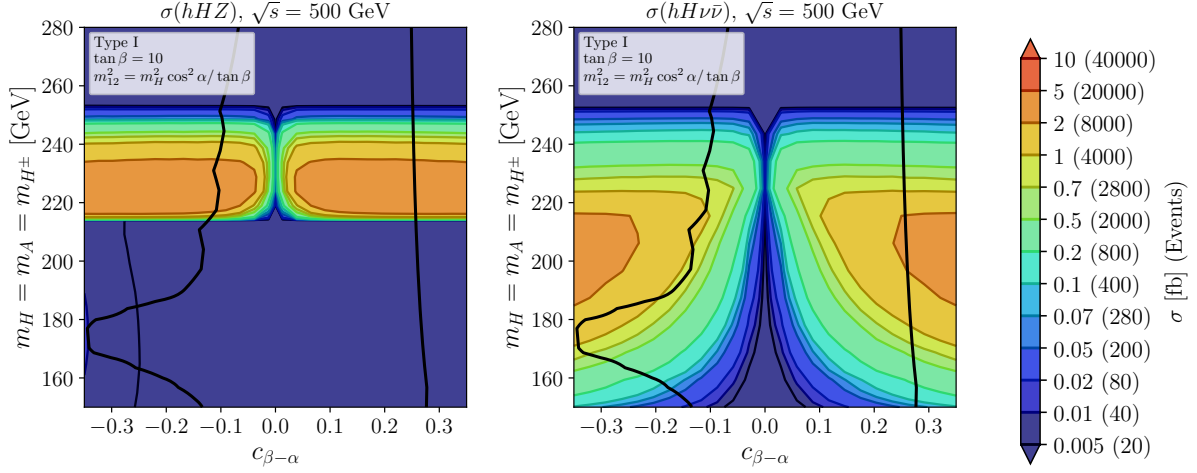 σ(hHZ), √s = 500 GeV
Type I
tan β = 10
m²₁₂ = m²_H cos² α/ tan β
m_H = m_A = m_{H±} [GeV]
280
260
240
220
200
180
160
−0.3 −0.2 −0.1 0.0 0.1 0.2 0.3
c_{β−α}
σ(hHνν̄), √s = 500 GeV
Type I
tan β = 10
m²₁₂ = m²_H cos² α/ tan β
m_H = m_A = m_{H±} [GeV]
280
260
240
220
200
180
160
−0.3 −0.2 −0.1 0.0 0.1 0.2 0.3
c_{β−α}
10 (40000)
5 (20000)
2 (8000)
1 (4000)
0.7 (2800)
0.5 (2000)
0.2 (800)
0.1 (400)
0.07 (280)
0.05 (200)
0.02 (80)
0.01 (40)
0.005 (20)
σ [fb] (Events)